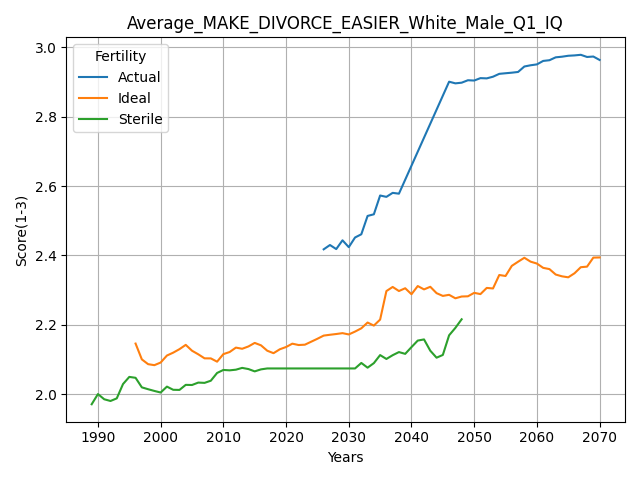 Average_MAKE_DIVORCE_EASIER_White_Male_Q1_IQ
Fertility
Actual
Ideal
Sterile
Score(1-3)
3.0
2.8
2.6
2.4
2.2
2.0
1990 2000 2010 2020 2030 2040 2050 2060 2070
Years